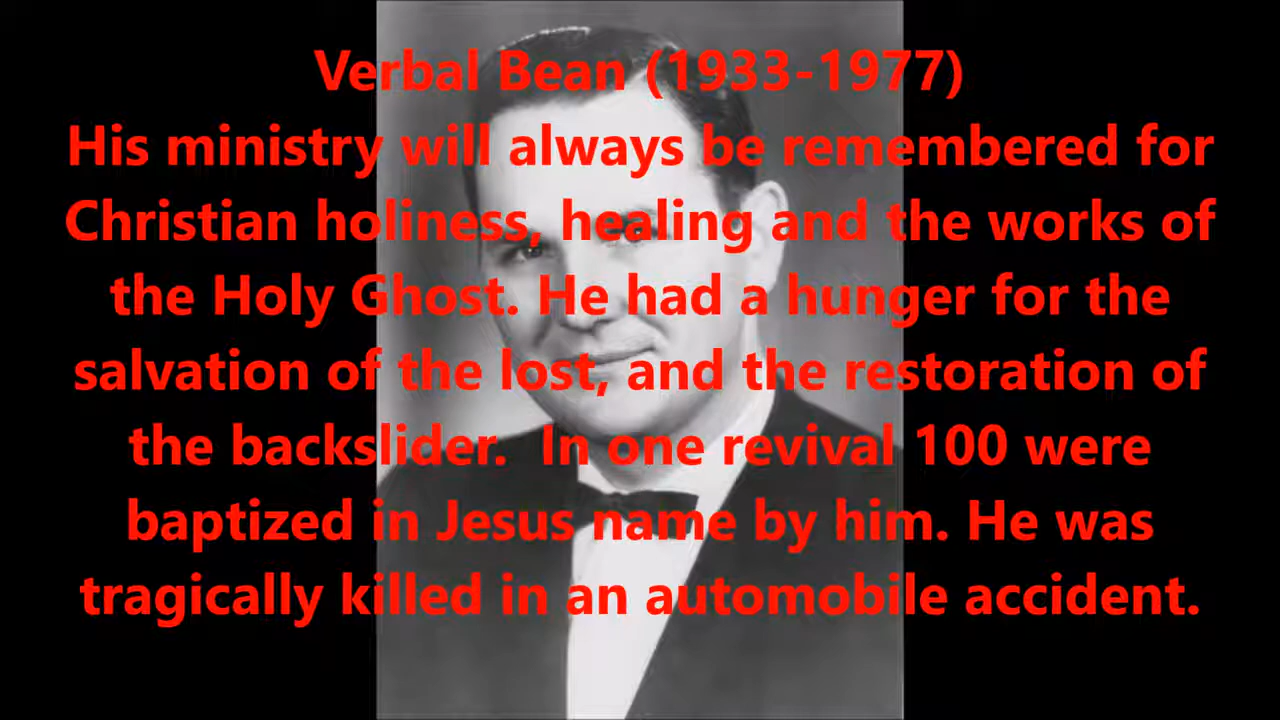 Verbal Bean (1933-1977)
His ministry will always be remembered for
Christian holiness, healing and the works of
the Holy Ghost. He had a hunger for the
salvation of the lost, and the restoration of
the backslider.  In one revival 100 were
baptized in Jesus name by him. He was
tragically killed in an automobile accident.